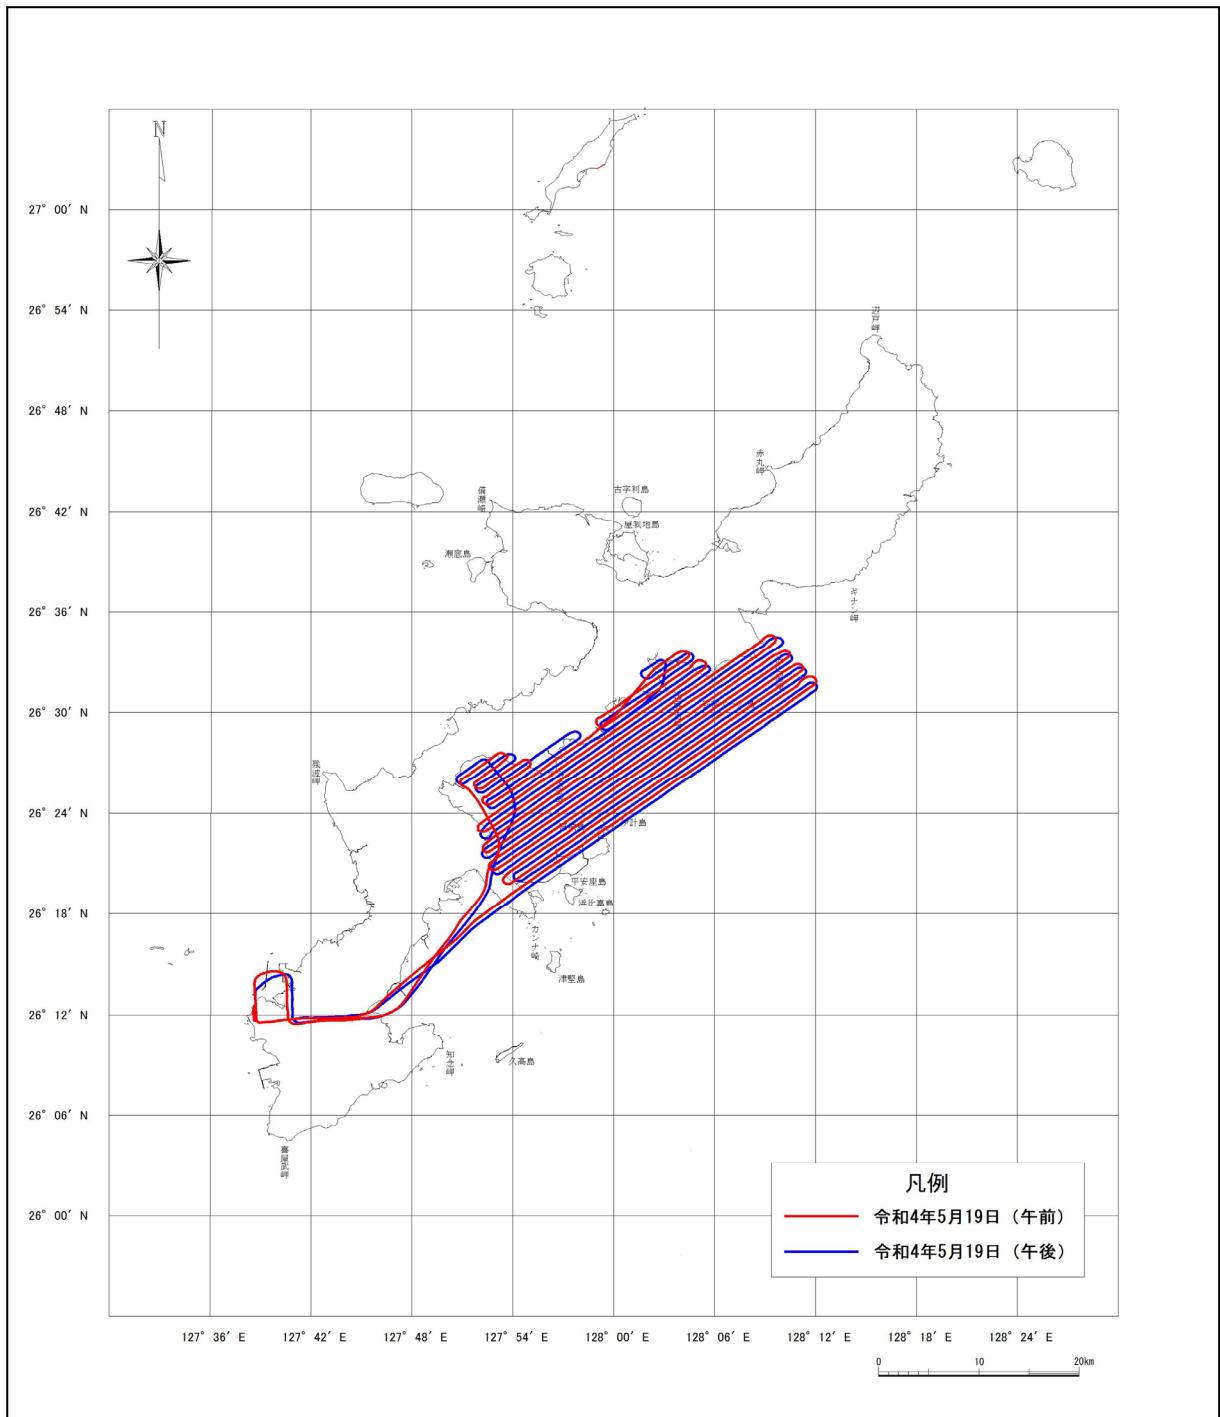 N
27° 00′ N
26° 54′ N
辺戸岬
26° 48′ N
赤丸岬
備瀬崎
古宇利島
26° 42′ N
屋我地島
瀬底島
26° 36′ N
ギナン岬
26° 30′ N
残波岬
26° 24′ N
計島
平安座島
浜比嘉島
26° 18′ N
カンナ崎
津堅島
26° 12′ N
知念岬
久高島
26° 06′ N
喜屋武岬
26° 00′ N
凡例
令和4年5月19日（午前）
令和4年5月19日（午後）
127° 36′ E
127° 42′ E
127° 48′ E
127° 54′ E
128° 00′ E
128° 06′ E
128° 12′ E
128° 18′ E
128° 24′ E
0 10 20km